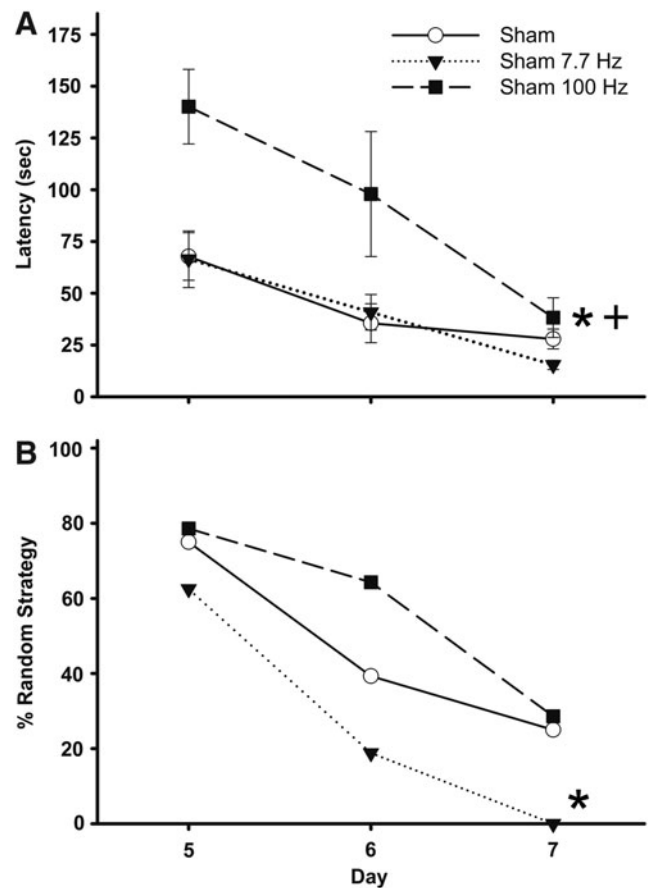 A
175
150
125
100
75
50
25
0
Latency (sec)
Sham
Sham 7.7 Hz
Sham 100 Hz
* +
B
100
80
60
40
20
0
% Random Strategy
*
5 6 7
Day